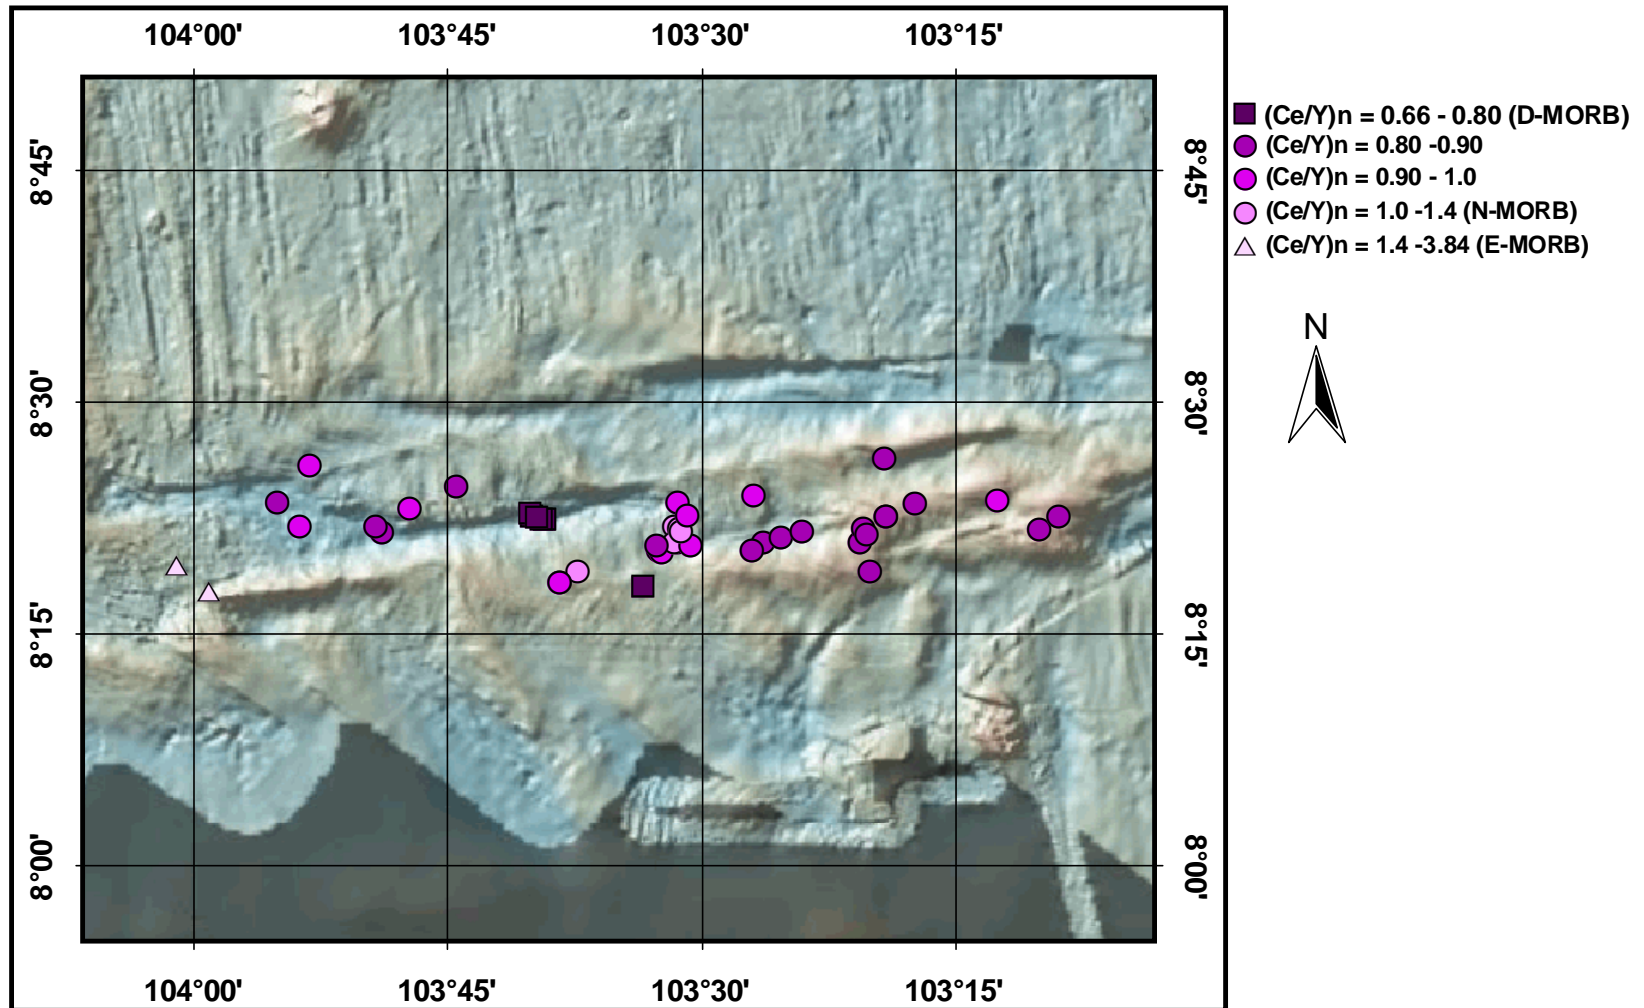 104°00' 103°45' 103°30' 103°15'
(Ce/Y)n = 0.66 - 0.80 (D-MORB)
(Ce/Y)n = 0.80 -0.90
(Ce/Y)n = 0.90 - 1.0
(Ce/Y)n = 1.0 -1.4 (N-MORB)
(Ce/Y)n = 1.4 -3.84 (E-MORB)
N
8°45' 8°45'
8°30' 8°30'
8°15' 8°15'
8°00' 8°00'
104°00' 103°45' 103°30' 103°15'